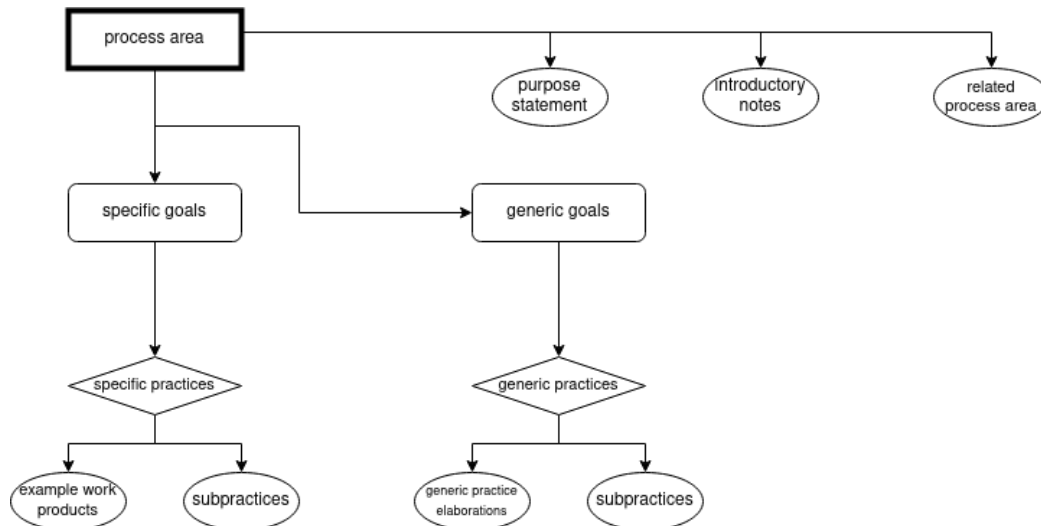 process area
purpose
statement
introductory
notes
related
process area
specific goals
generic goals
specific practices
generic practices
example work
products
subpractices
generic practice
elaborations
subpractices